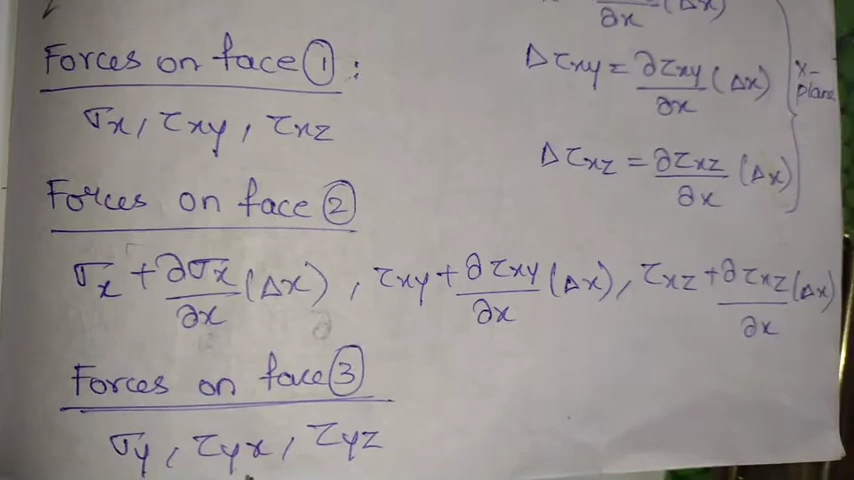 ∂x (Δx)
Forces on face ① :
Δτxy = ∂τxy/∂x (Δx)
x-plane
σx, τxy, τxz
Δτxz = ∂τxz/∂x (Δx)
Forces on face ②
σx + ∂σx/∂x (Δx), τxy + ∂τxy/∂x (Δx), τxz + ∂τxz/∂x (Δx)
Forces on face ③
σy, τyx, τyz